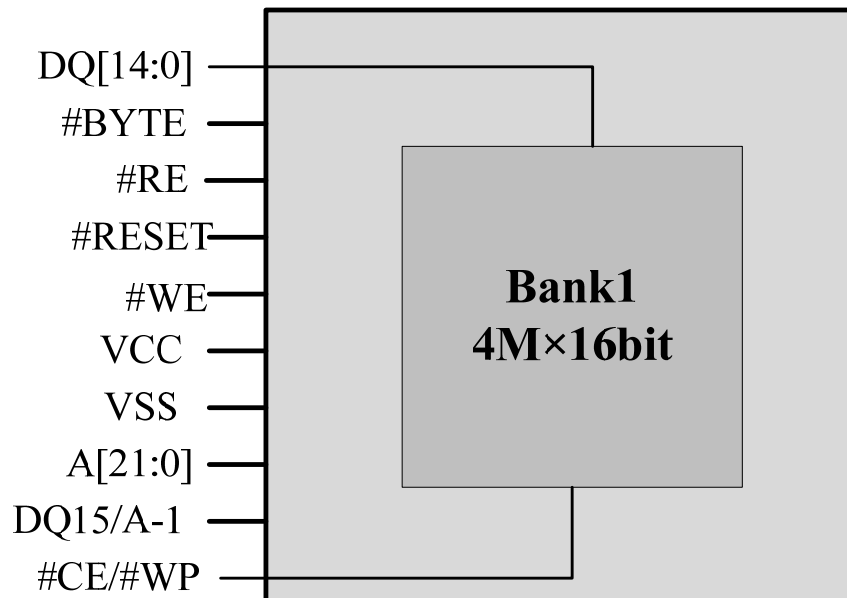 DQ[14:0]
#BYTE
#RE
#RESET
#WE
VCC
VSS
A[21:0]
DQ15/A-1
#CE/#WP
Bank1
4M×16bit